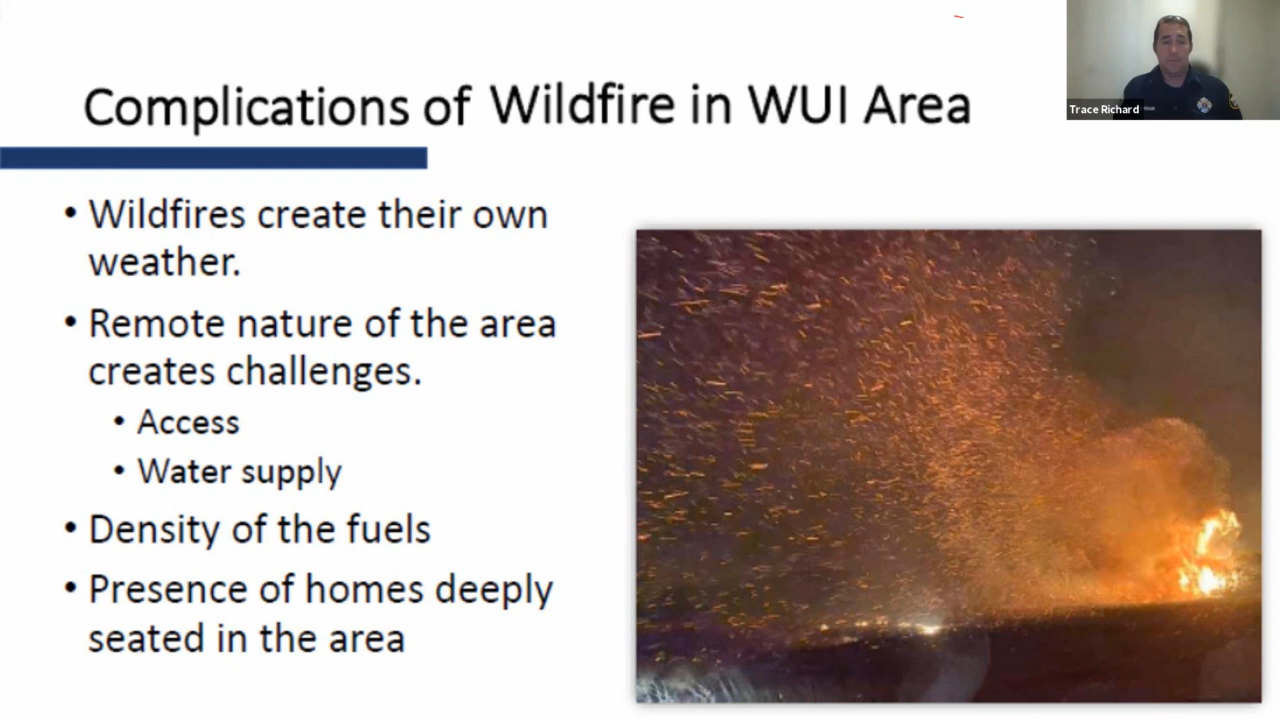 Complications of Wildfire in WUI Area
Trace Richard
• Wildfires create their own
weather.
• Remote nature of the area
creates challenges.
• Access
• Water supply
• Density of the fuels
• Presence of homes deeply
seated in the area